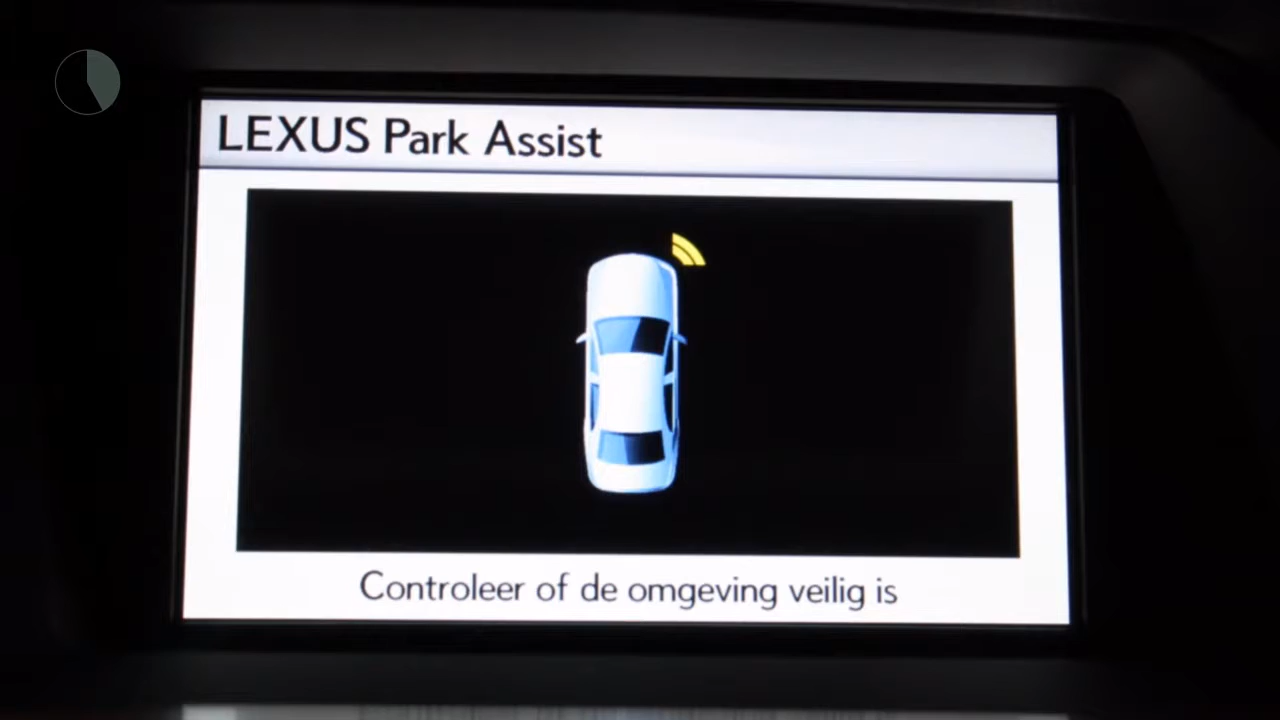 LEXUS Park Assist
Controleer of de omgeving veilig is